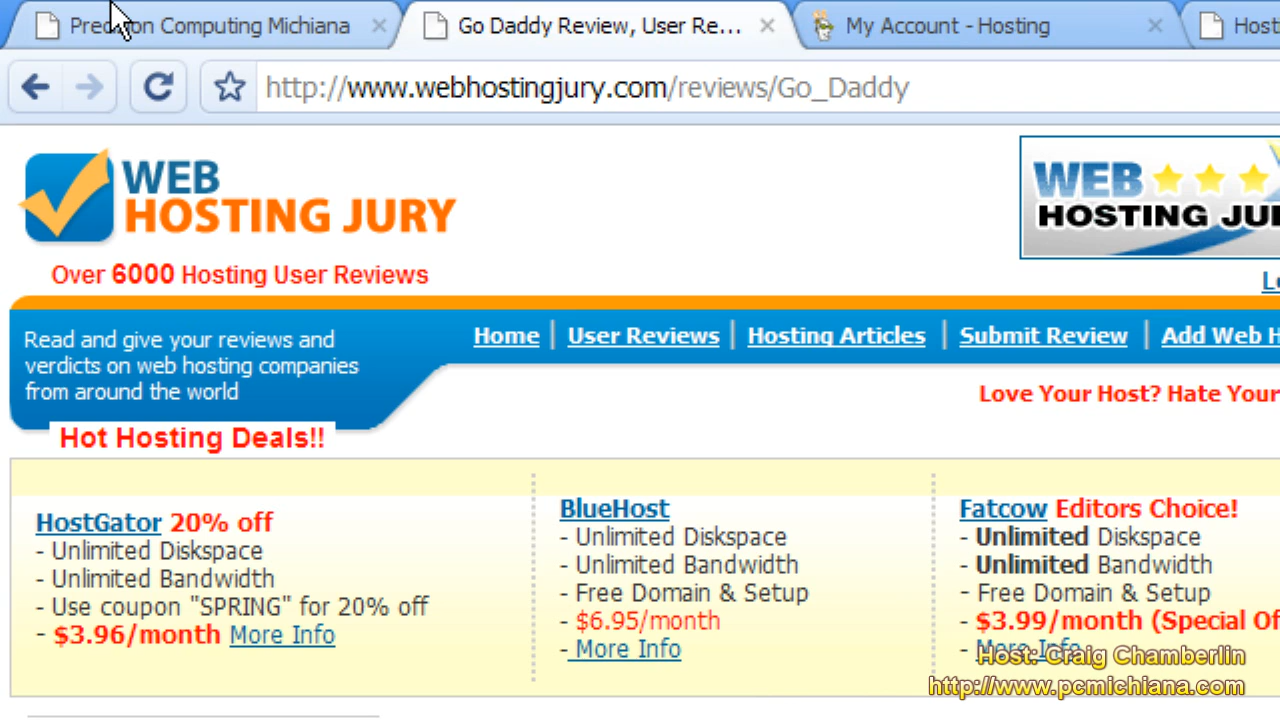 Precision Computing Michiana
Go Daddy Review, User Re...
My Account - Hosting
Host
http://www.webhostingjury.com/reviews/Go_Daddy
WEB
HOSTING JURY
Over 6000 Hosting User Reviews
WEB
HOSTING JU
Lo
Read and give your reviews and
verdicts on web hosting companies
from around the world
Home | User Reviews | Hosting Articles | Submit Review | Add Web H
Love Your Host? Hate Your
Hot Hosting Deals!!
HostGator 20% off
- Unlimited Diskspace
- Unlimited Bandwidth
- Use coupon "SPRING" for 20% off
- $3.96/month More Info
BlueHost
- Unlimited Diskspace
- Unlimited Bandwidth
- Free Domain & Setup
- $6.95/month
- More Info
Fatcow Editors Choice!
- Unlimited Diskspace
- Unlimited Bandwidth
- Free Domain & Setup
- $3.99/month (Special Of
- More Info
Host: Craig Chamberlin
http://www.pcmichiana.com